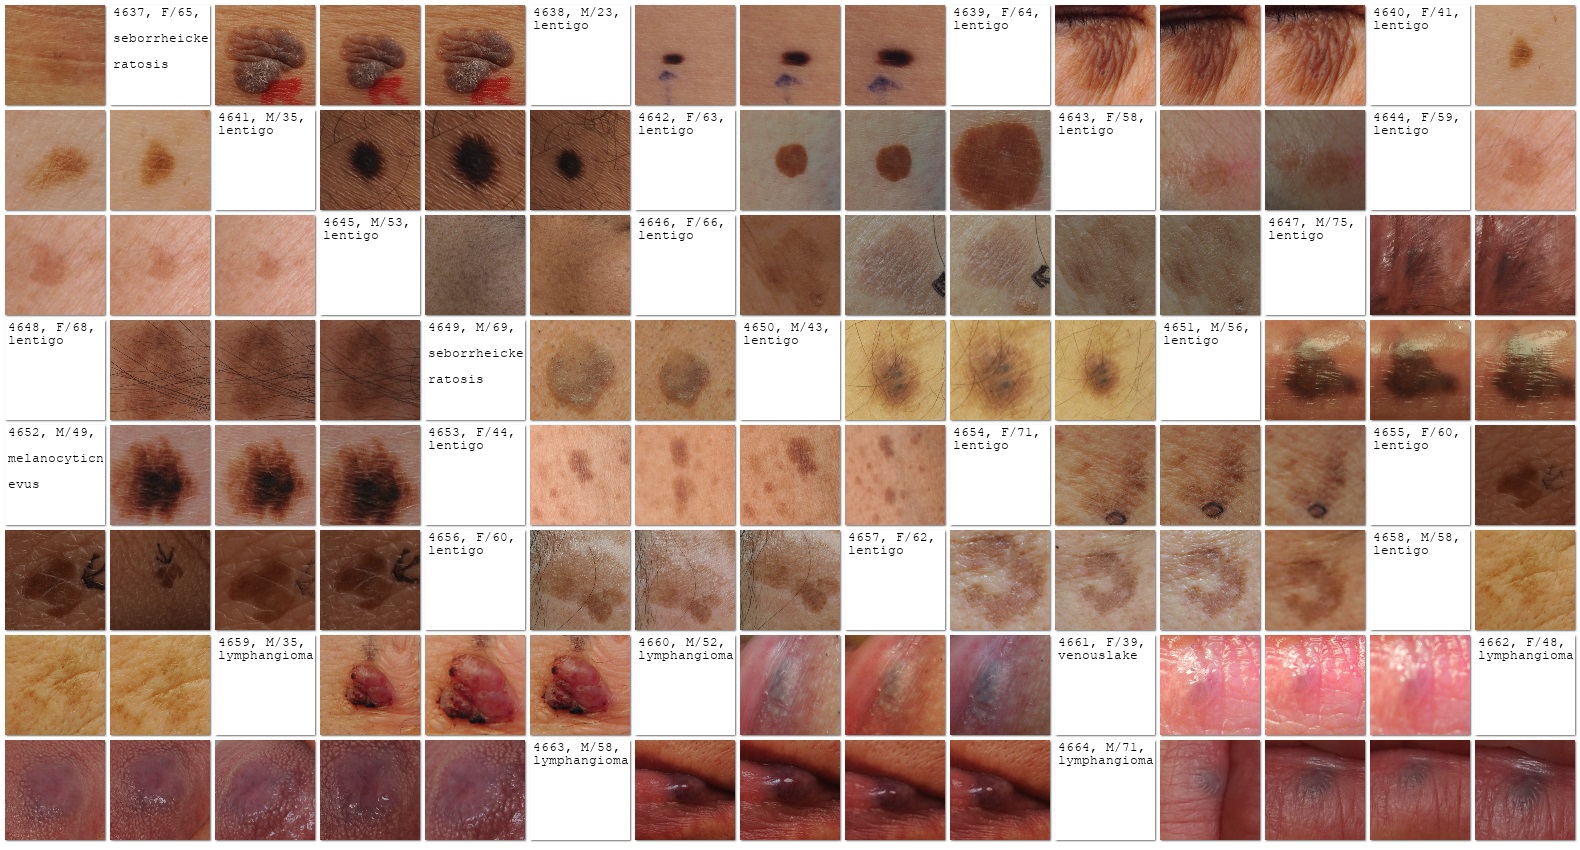 4637, F/65,
seborrheicke
ratosis
4638, M/23,
lentigo
4639, F/64,
lentigo
4640, F/41,
lentigo
4641, M/35,
lentigo
4642, F/63,
lentigo
4643, F/58,
lentigo
4644, F/59,
lentigo
4645, M/53,
lentigo
4646, F/66,
lentigo
4647, M/75,
lentigo
4648, F/68,
lentigo
4649, M/69,
seborrheicke
ratosis
4650, M/43,
lentigo
4651, M/56,
lentigo
4652, M/49,
melanocyticn
evus
4653, F/44,
lentigo
4654, F/71,
lentigo
4655, F/60,
lentigo
4656, F/60,
lentigo
4657, F/62,
lentigo
4658, M/58,
lentigo
4659, M/35,
lymphangioma
4660, M/52,
lymphangioma
4661, F/39,
venouslake
4662, F/48,
lymphangioma
4663, M/58,
lymphangioma
4664, M/71,
lymphangioma